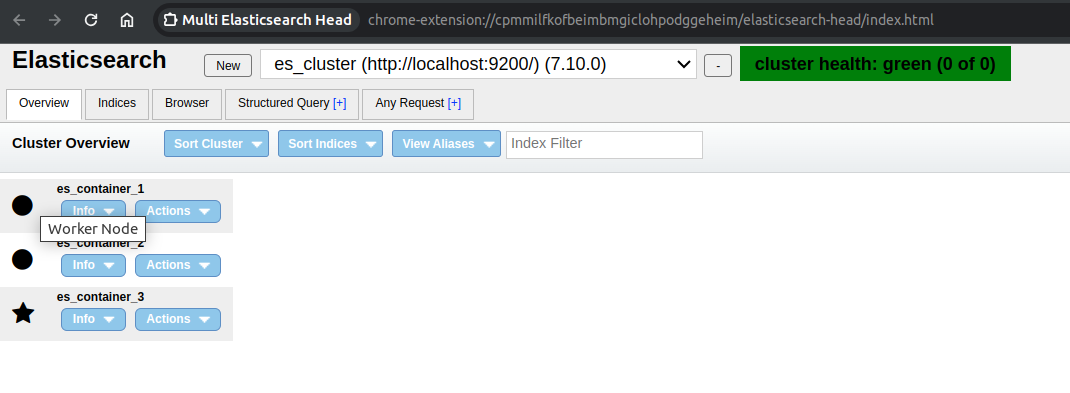 Multi Elasticsearch Head chrome-extension://cpmmilfkofbeimbmgiclohpodggeheim/elasticsearch-head/index.html
Elasticsearch New es_cluster (http://localhost:9200/) (7.10.0) - cluster health: green (0 of 0)
Overview Indices Browser Structured Query [+] Any Request [+]
Cluster Overview Sort Cluster Sort Indices View Aliases Index Filter
es_container_1
Info Actions
Worker Node
es_container_2
Info Actions
es_container_3
Info Actions